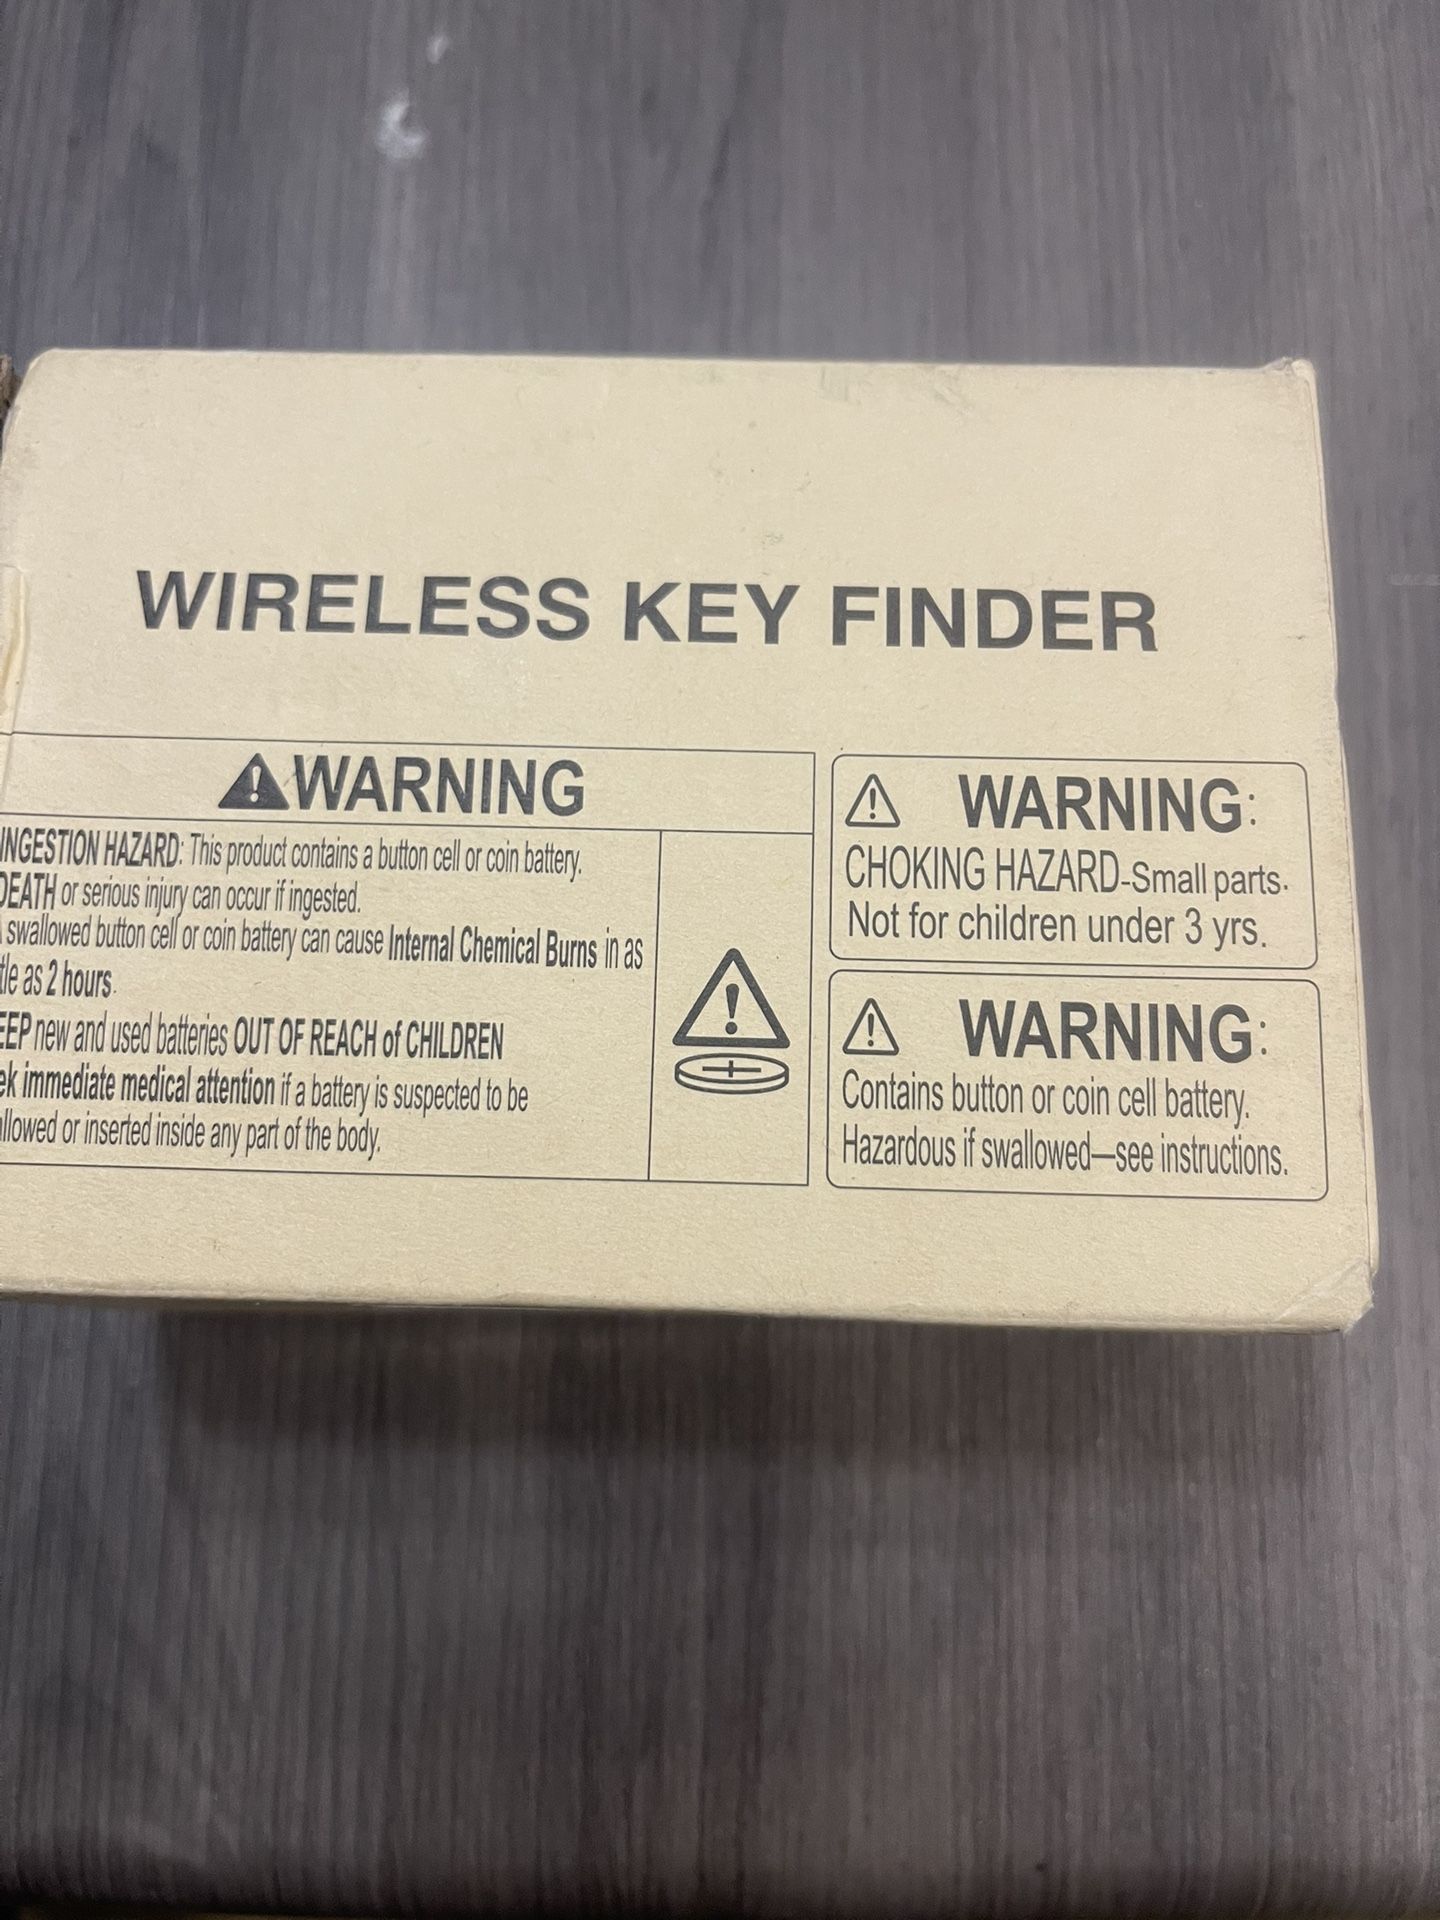 WIRELESS KEY FINDER
WARNING
INGESTION HAZARD: This product contains a button cell or coin battery.
DEATH or serious injury can occur if ingested.
swallowed button cell or coin battery can cause Internal Chemical Burns in as
as 2 hours.
new and used batteries OUT OF REACH of CHILDREN
immediate medical attention if a battery is suspected to be
or inserted inside any part of the body.
WARNING:
CHOKING HAZARD-Small parts.
Not for children under 3 yrs.
WARNING:
Contains button or coin cell battery.
Hazardous if swallowed—see instructions.